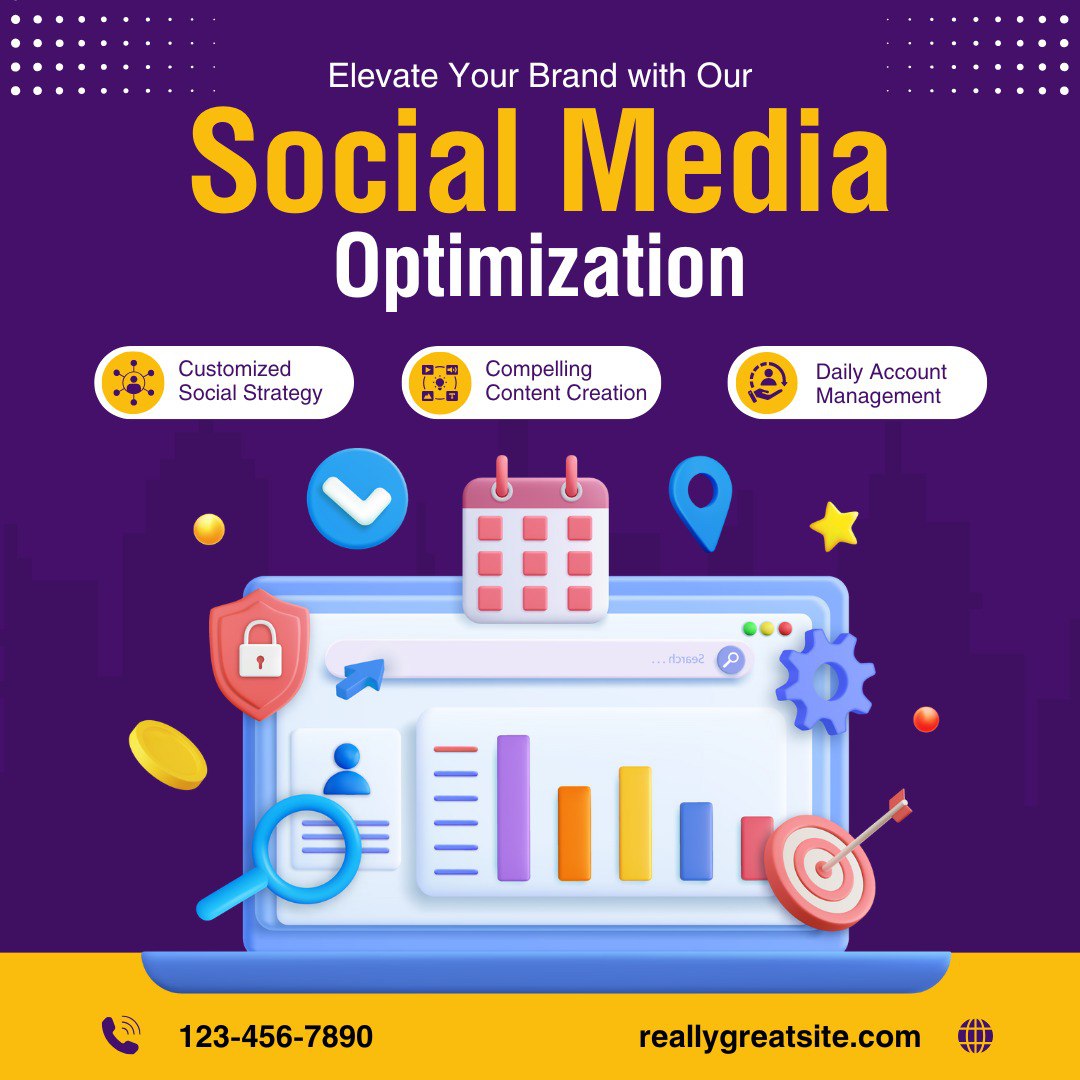 Elevate Your Brand with Our
Social Media
Optimization
Customized
Social Strategy
Compelling
Content Creation
Daily Account
Management
Search...
123-456-7890
reallygreatsite.com